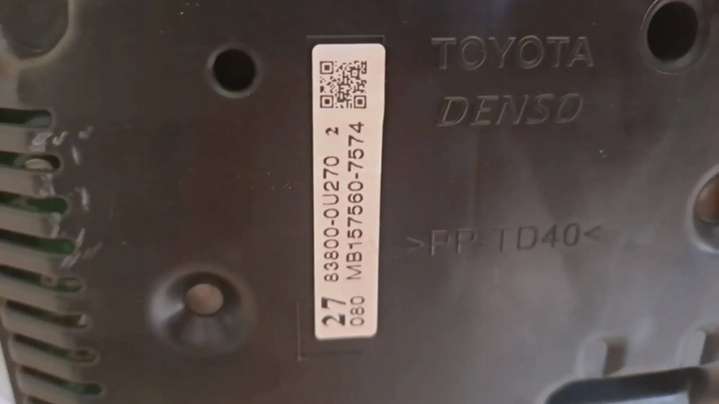 TOYOTA
DENSO
>PP-TD40<
27 83800-0U270 2
080 MB157560-7574